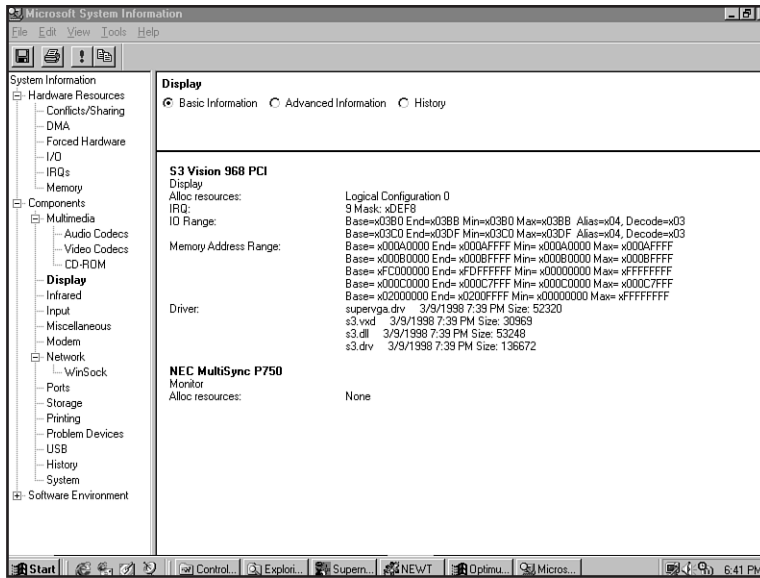 Microsoft System Information
File Edit View Tools Help
System Information
Hardware Resources
Conflicts/Sharing
DMA
Forced Hardware
I/O
IRQs
Memory
Components
Multimedia
Audio Codecs
Video Codecs
CD-ROM
Display
Infrared
Input
Miscellaneous
Modem
Network
WinSock
Ports
Storage
Printing
Problem Devices
USB
History
System
Software Environment
Display
Basic Information Advanced Information History
S3 Vision 968 PCI
Display
Alloc resources: Logical Configuration 0
IRQ: 9 Mask: xDEF8
IO Range: Base=x03B0 End=x03BB Min=x03B0 Max=x03BB Alias=x04, Decode=x03
Base=x03C0 End=x03DF Min=x03C0 Max=x03DF Alias=x04, Decode=x03
Memory Address Range: Base= x000A0000 End= x000AFFFF Min= x000A0000 Max= x000AFFFF
Base= x000B0000 End= x000BFFFF Min= x000B0000 Max= x000BFFFF
Base= xFC000000 End= xFDFFFFFF Min= x00000000 Max= xFFFFFFFF
Base= x000C0000 End= x000C7FFF Min= x000C0000 Max= x000C7FFF
Base= x02000000 End= x0200FFFF Min= x00000000 Max= xFFFFFFFF
Driver: supervga.drv 3/9/1998 7:39 PM Size: 52320
s3.vxd 3/9/1998 7:39 PM Size: 30969
s3.dll 3/9/1998 7:39 PM Size: 53248
s3.drv 3/9/1998 7:39 PM Size: 136672
NEC MultiSync P750
Monitor
Alloc resources: None
Start Control... Explori... Supern... NEWT Optimu... Micros... 6:41 PM